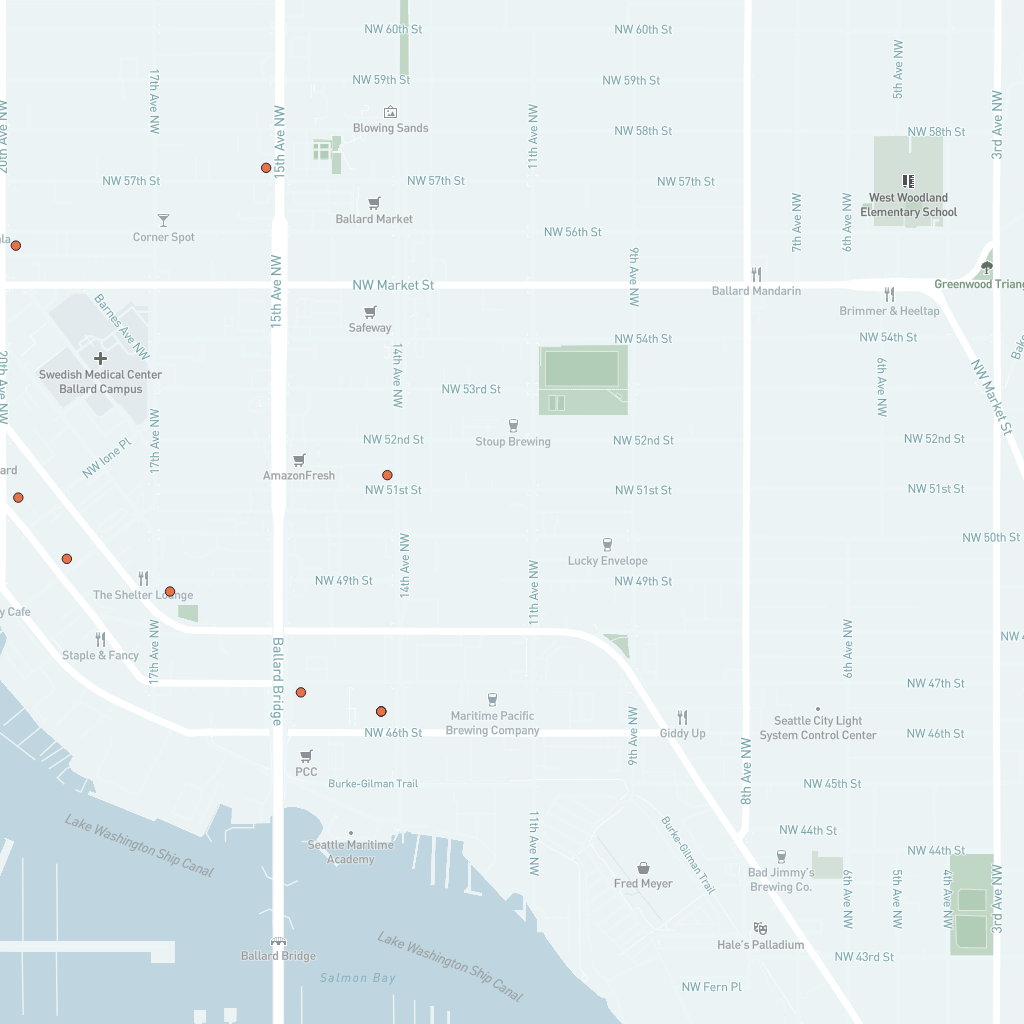 NW 60th St
NW 60th St
17th Ave NW
5th Ave NW
NW 59th St
NW 59th St
20th Ave NW
15th Ave NW
Blowing Sands
11th Ave NW
NW 58th St
NW 58th St
3rd Ave NW
NW 57th St
NW 57th St
NW 57th St
West Woodland
Elementary School
Ballard Market
Corner Spot
NW 56th St
7th Ave NW
6th Ave NW
ala
15th Ave NW
NW Market St
9th Ave NW
Ballard Mandarin
Greenwood Triang
Brimmer & Heeltap
Barnes Ave NW
Safeway
NW 54th St
NW 54th St
Bake
20th Ave NW
Swedish Medical Center
Ballard Campus
14th Ave NW
NW 53rd St
6th Ave NW
NW Market St
17th Ave NW
NW Ione Pl
NW 52nd St
Stoup Brewing
NW 52nd St
NW 52nd St
ard
AmazonFresh
NW 51st St
NW 51st St
NW 51st St
NW 50th St
14th Ave NW
Lucky Envelope
11th Ave NW
NW 49th St
NW 49th St
The Shelter Lounge
y Cafe
17th Ave NW
Staple & Fancy
6th Ave NW
NW 4
Ballard Bridge
NW 47th St
Maritime Pacific
Brewing Company
9th Ave NW
Giddy Up
Seattle City Light
System Control Center
NW 46th St
NW 46th St
PCC
8th Ave NW
Burke-Gilman Trail
NW 45th St
Lake Washington Ship Canal
Seattle Maritime
Academy
11th Ave NW
Burke-Gilman Trail
NW 44th St
NW 44th St
Fred Meyer
Bad Jimmy's
Brewing Co.
6th Ave NW
5th Ave NW
4th Ave NW
3rd Ave NW
Hale's Palladium
Ballard Bridge
Lake Washington Ship Canal
NW 43rd St
Salmon Bay
NW Fern Pl